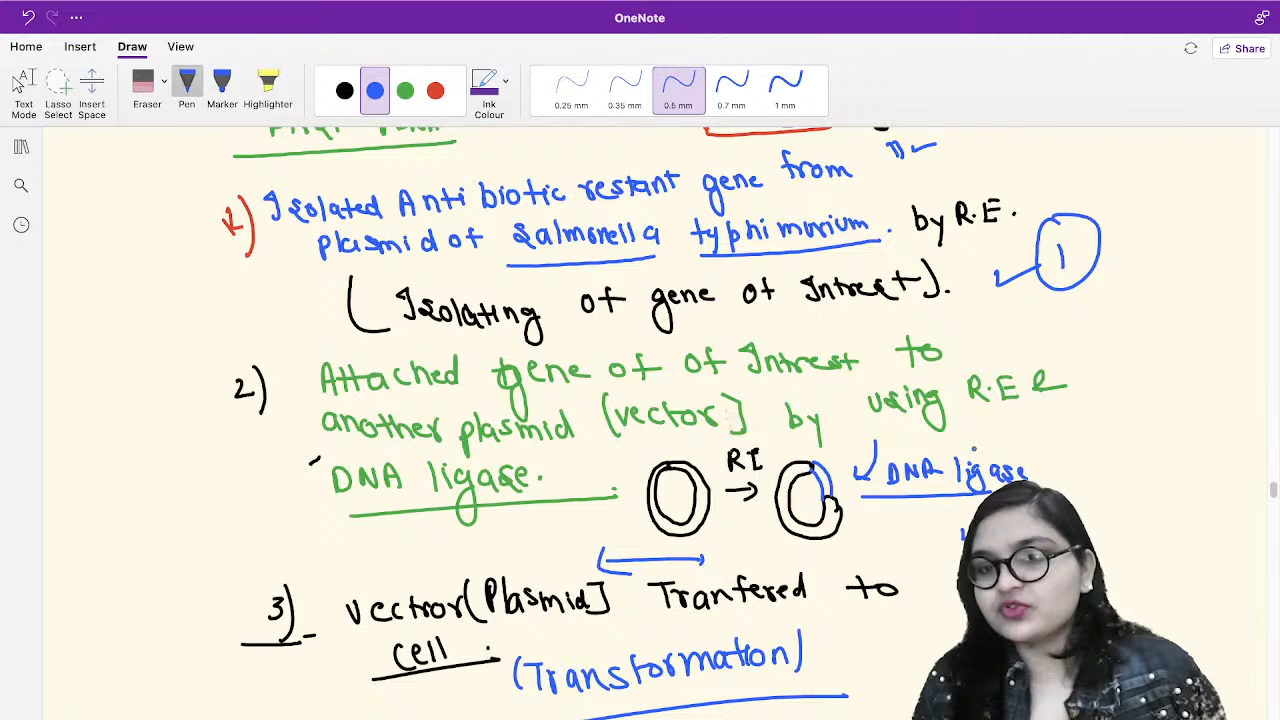 OneNote
Home Insert Draw View
Share
Text Mode
Lasso Select
Insert Space
Eraser
Pen
Marker
Highlighter
Ink Colour
0.25 mm
0.35 mm
0.5 mm
0.7 mm
1 mm
1) Isolated Anti biotic restant gene from
plasmid of Salmonella typhimurium. by R.E.
(Isolating of gene of Intrest). 1
2) Attached gene of of Intrest to
another plasmid (vector] by using R.E &
DNA ligase.
RI
DNA ligase
3) vector(Plasmid] Tranfered to
cell.
(Transformation)